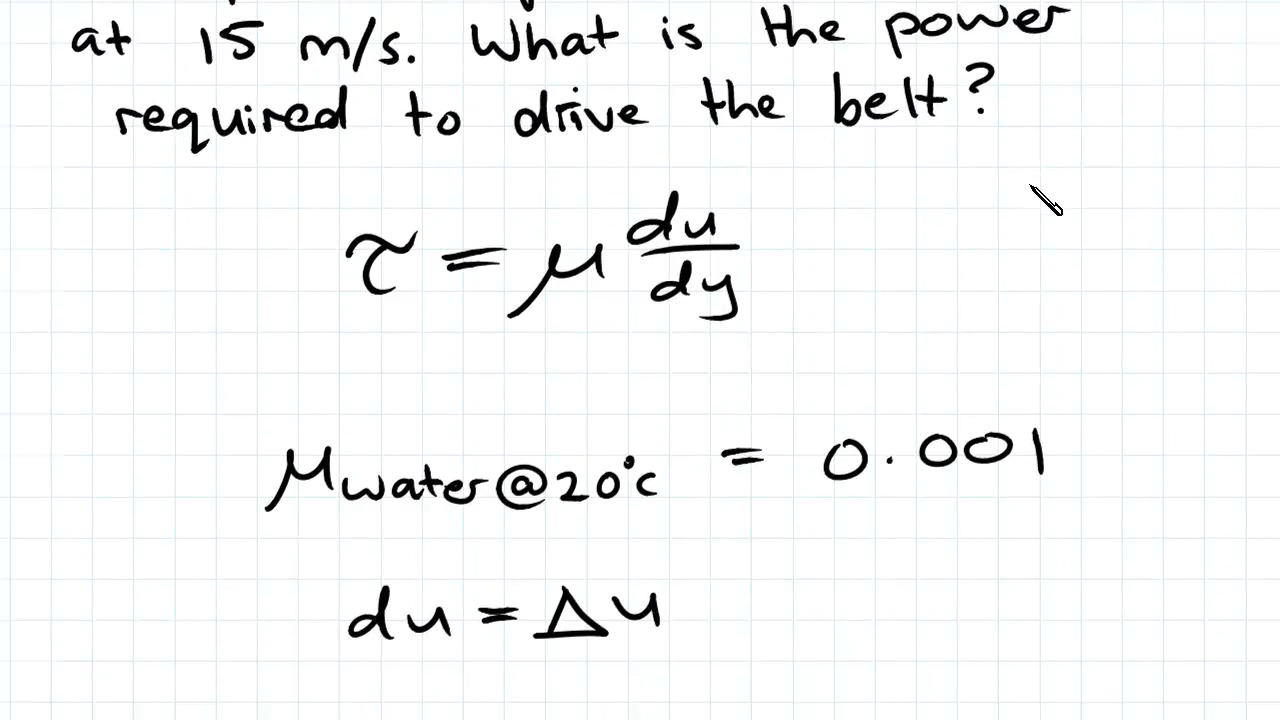 at 15 m/s. What is the power
required to drive the belt?
τ = μ du/dy
μwater@20°c = 0.001
du = Δu